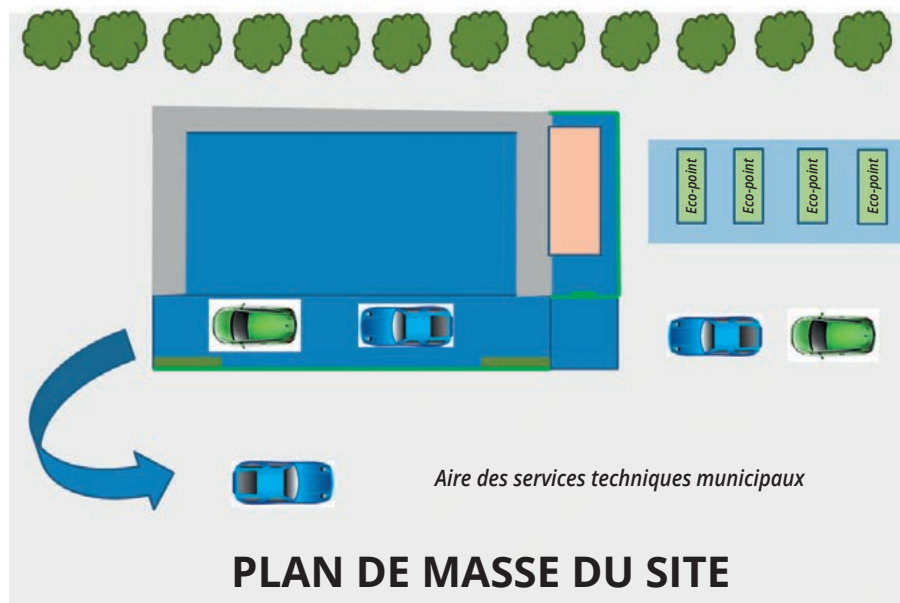 Eco-point
Eco-point
Eco-point
Eco-point
Aire des services techniques municipaux
PLAN DE MASSE DU SITE